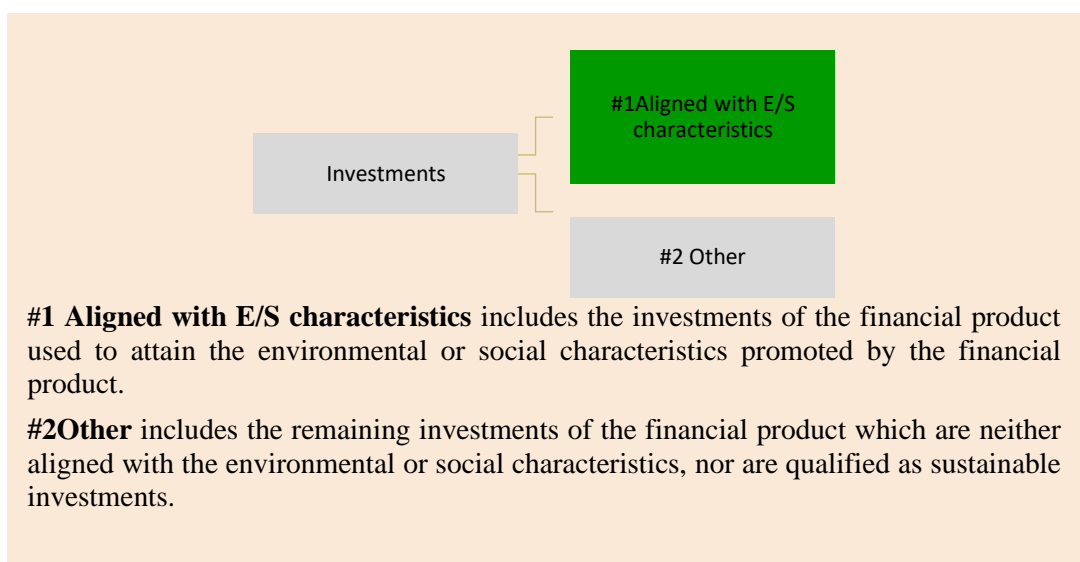 #1Aligned with E/S
characteristics
Investments
#2 Other
#1 Aligned with E/S characteristics includes the investments of the financial product
used to attain the environmental or social characteristics promoted by the financial
product.
#2Other includes the remaining investments of the financial product which are neither
aligned with the environmental or social characteristics, nor are qualified as sustainable
investments.